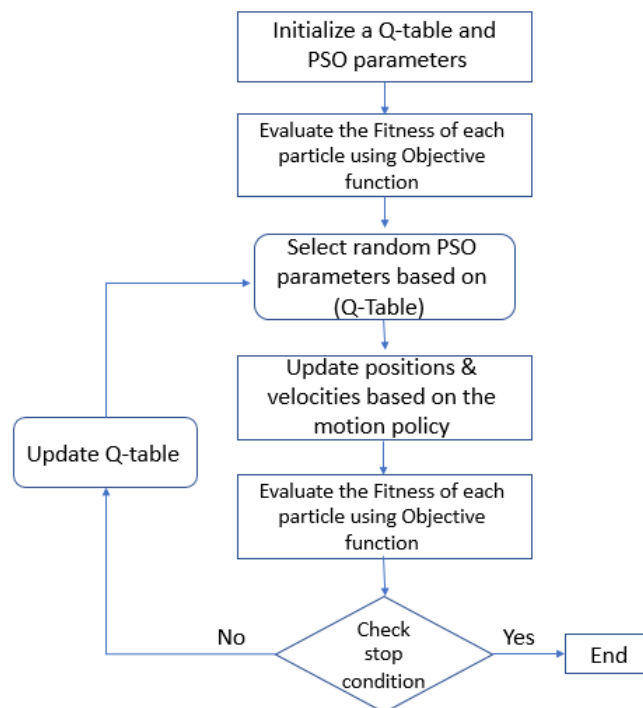 Initialize a Q-table and
PSO parameters
Evaluate the Fitness of each
particle using Objective
function
Select random PSO
parameters based on
(Q-Table)
Update positions &
velocities based on the
motion policy
Update Q-table
Evaluate the Fitness of each
particle using Objective
function
No
Check
stop
condition
Yes
End